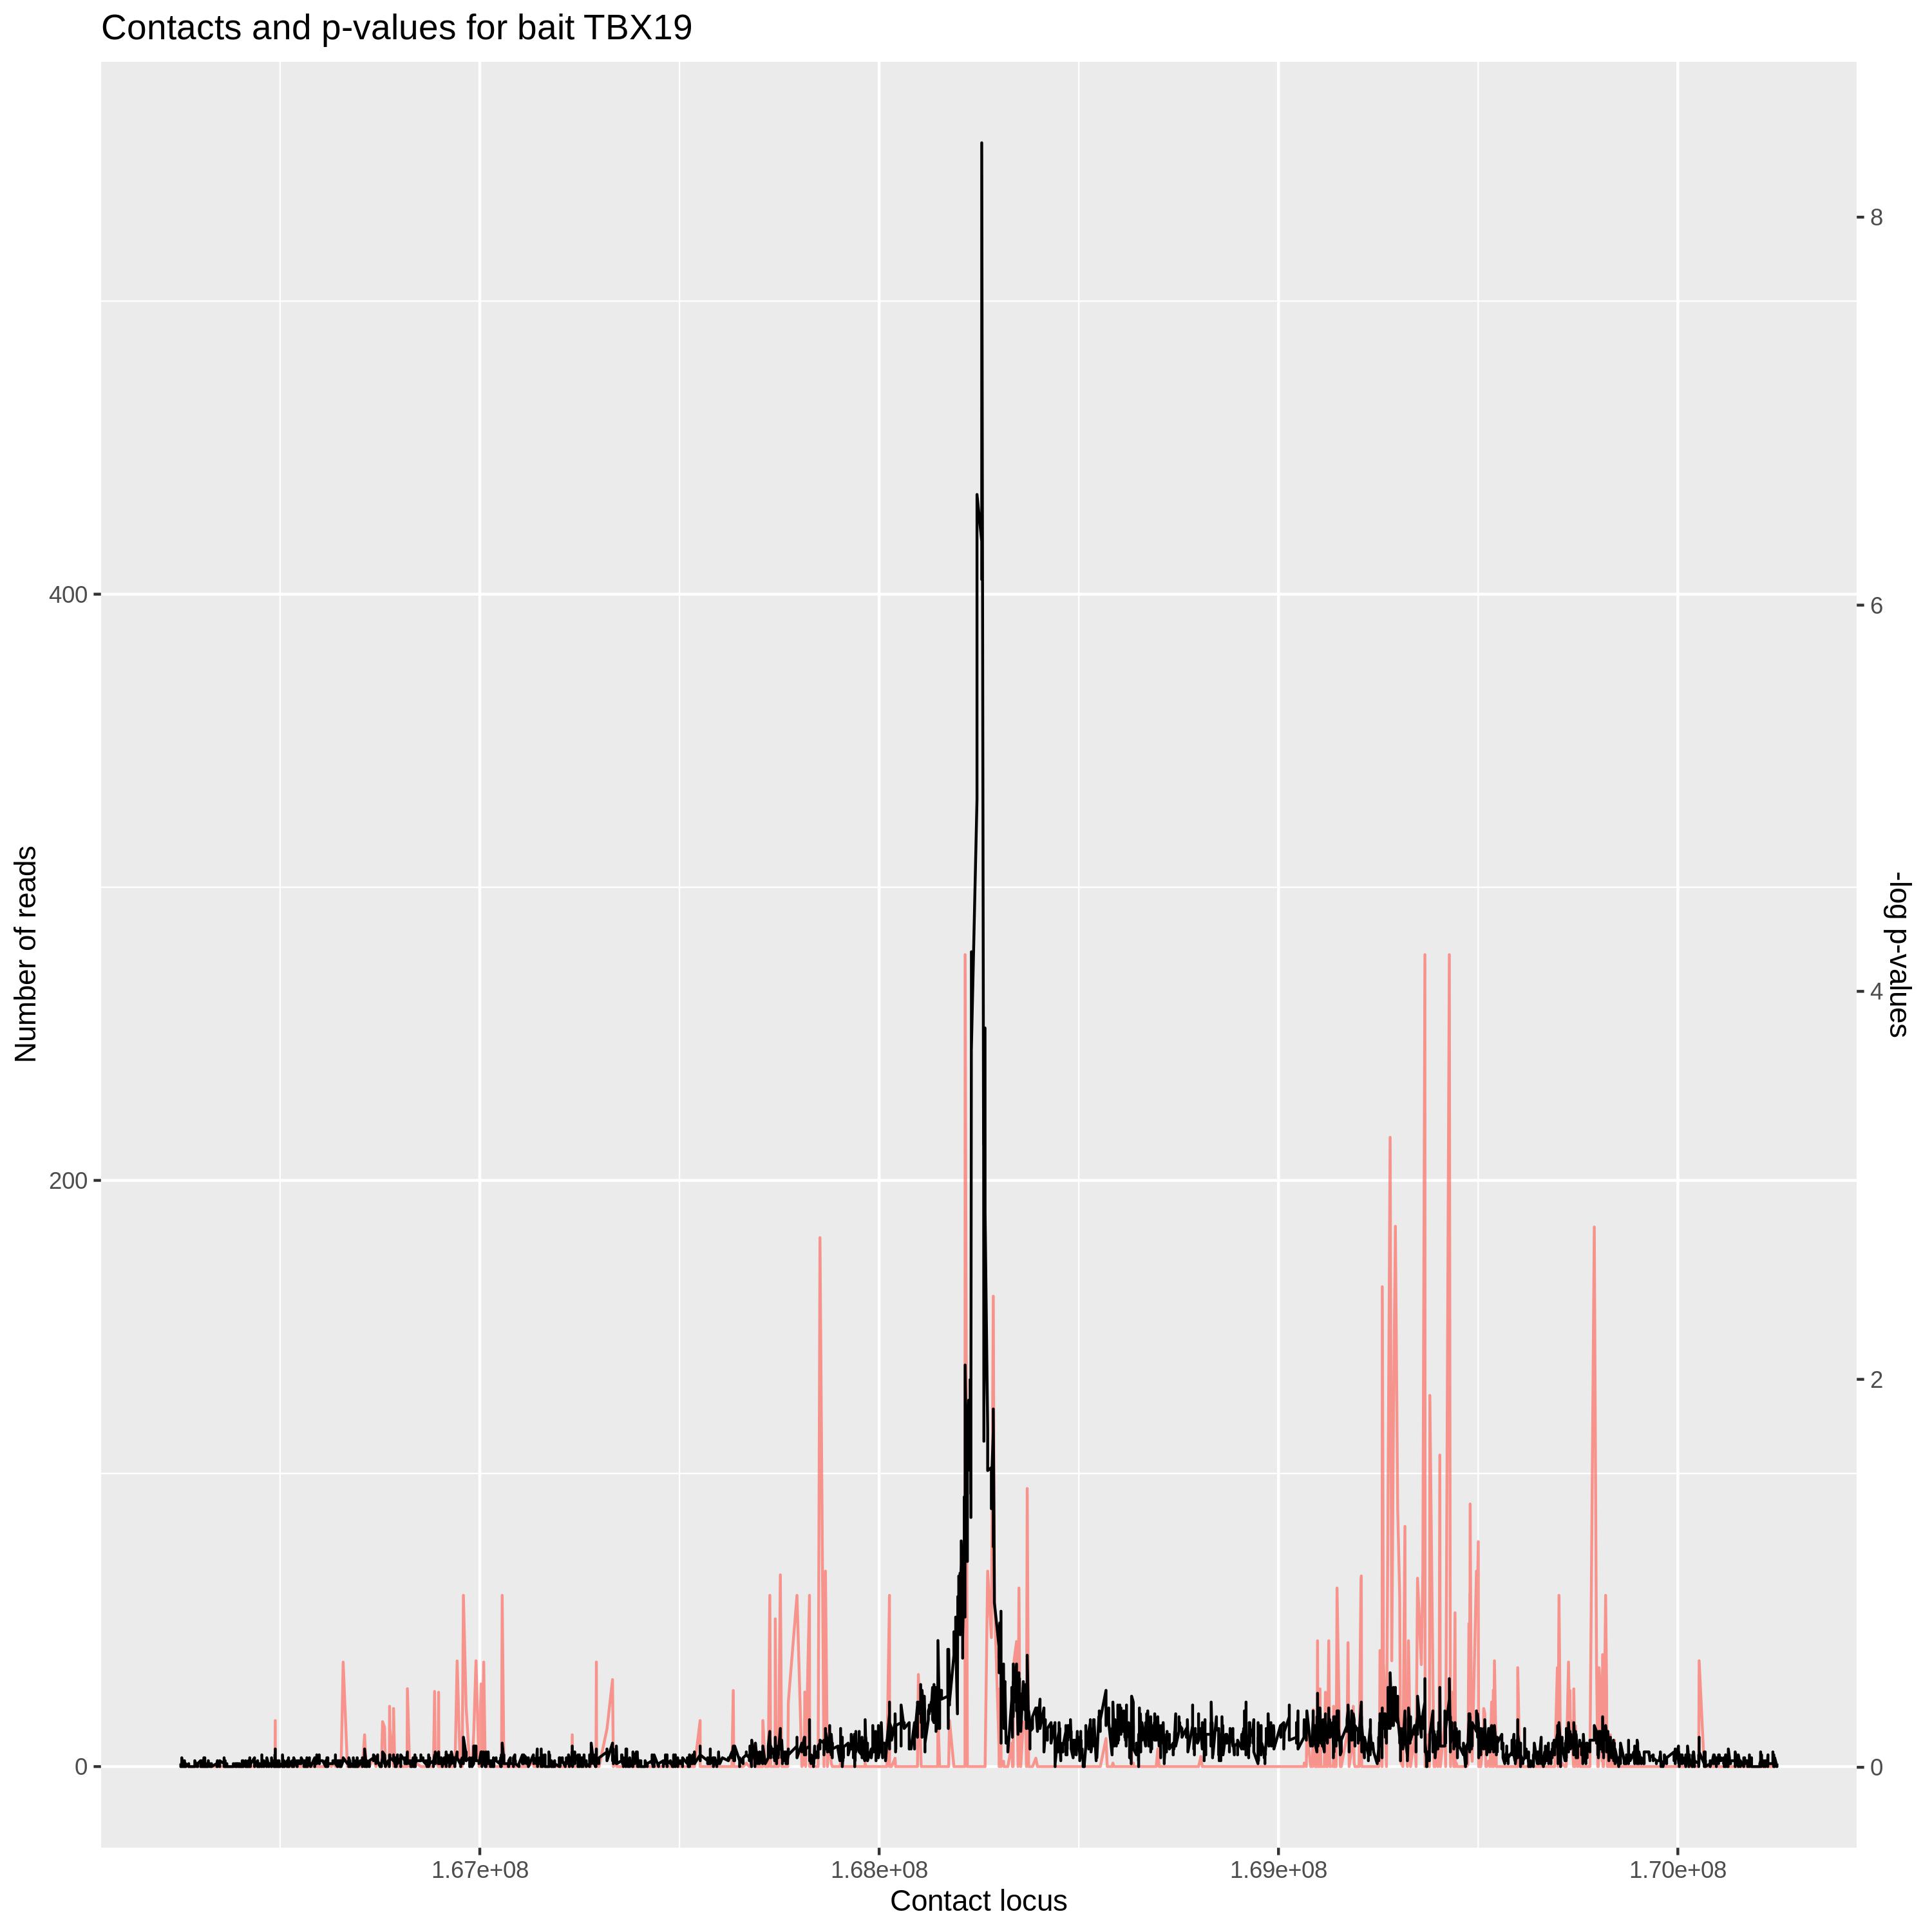 Contacts and p-values for bait TBX19
Number of reads
400
200
0
8
6
4
2
0
-log p-values
1.67e+08
1.68e+08
1.69e+08
1.70e+08
Contact locus